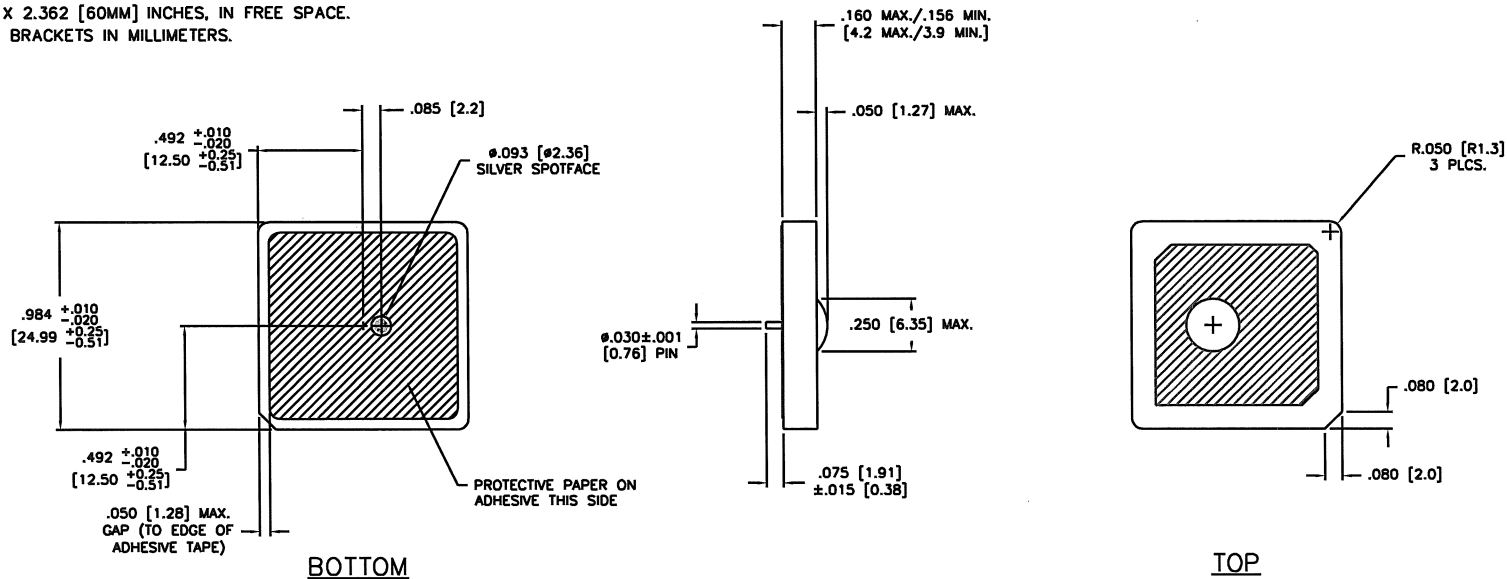 X 2.362 [60MM] INCHES, IN FREE SPACE.
BRACKETS IN MILLIMETERS.
.160 MAX./.156 MIN.
[4.2 MAX./3.9 MIN.]
.085 [2.2]
.050 [1.27] MAX.
.492 +.010 -.020
[12.50 +0.25 -0.51]
ø.093 [ø2.36]
SILVER SPOTFACE
R.050 [R1.3]
3 PLCS.
.984 +.010 -.020
[24.99 +0.25 -0.51]
ø.030±.001
[0.76] PIN
.250 [6.35] MAX.
.080 [2.0]
.492 +.010 -.020
[12.50 +0.25 -0.51]
PROTECTIVE PAPER ON
ADHESIVE THIS SIDE
.075 [1.91]
±.015 [0.38]
.080 [2.0]
.050 [1.28] MAX.
GAP (TO EDGE OF
ADHESIVE TAPE)
BOTTOM
TOP